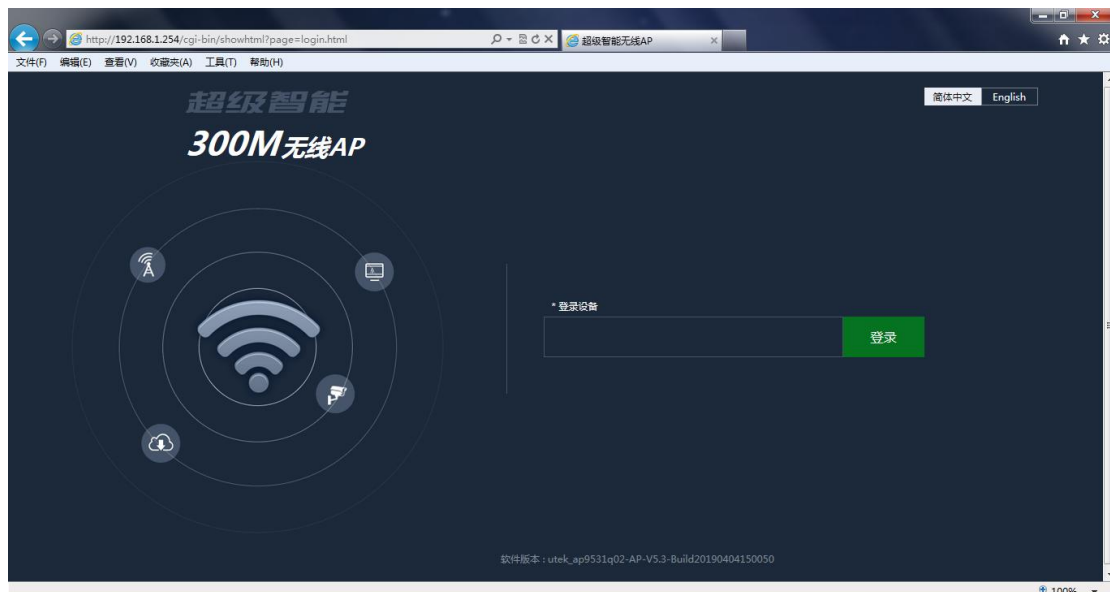 http://192.168.1.254/cgi-bin/showhtml?page=login.html
超级智能无线AP
文件(F) 编辑(E) 查看(V) 收藏夹(A) 工具(T) 帮助(H)
超级智能
300M无线AP
简体中文 English
* 登录设备
登录
软件版本 : utek_ap9531q02-AP-V5.3-Build20190404150050
100%